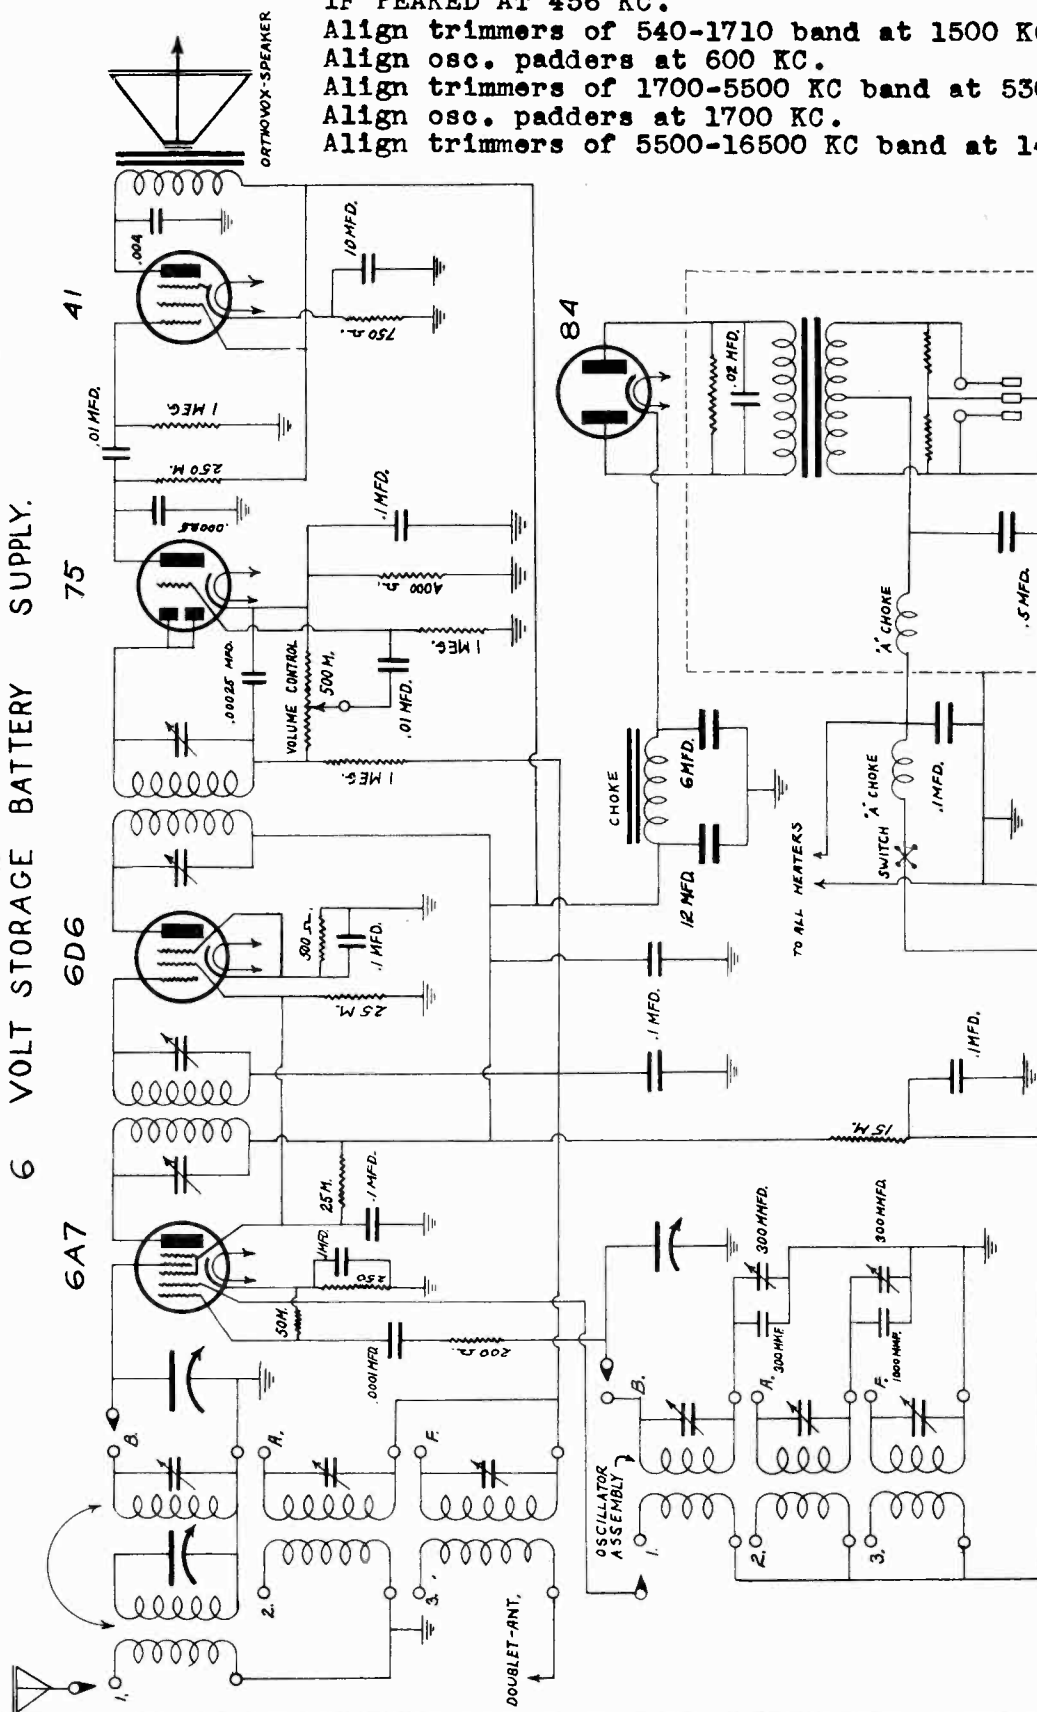 IF PEAKED AT 456 KC.
Align trimmers of 540-1710 band at 1500 KC
Align osc. padders at 600 KC.
Align trimmers of 1700-5500 KC band at 530
Align osc. padders at 1700 KC.
Align trimmers of 5500-16500 KC band at 14
6 VOLT STORAGE BATTERY SUPPLY.
6A7
6D6
75
41
84
ORTHOVOX-SPEAKER
.004
10 MFD.
750 Ω.
.01 MFD.
1 MEG.
250 M.
.00025
.1 MFD.
4000 Ω.
1 MEG.
.00025 MFD.
VOLUME CONTROL
500 M.
.01 MFD.
1 MEG.
.02 MFD.
"A" CHOKE
.5 MFD.
CHOKE
6 MFD.
12 MFD.
"A" CHOKE
.1 MFD.
SWITCH
TO ALL HEATERS
500 Ω.
.1 MFD.
25 M.
.1 MFD.
.1 MFD.
15 M.
25 M.
.1 MFD.
.1 MFD.
250
50 M.
.0001 MFD
200 Ω.
300 MMFD.
300 MMF.
300 MMFD.
1000 MMF.
B.
A.
F.
1.
2.
3.
DOUBLET-ANT.
OSCILLATOR
ASSEMBLY
B.
A.
F.
1.
2.
3.